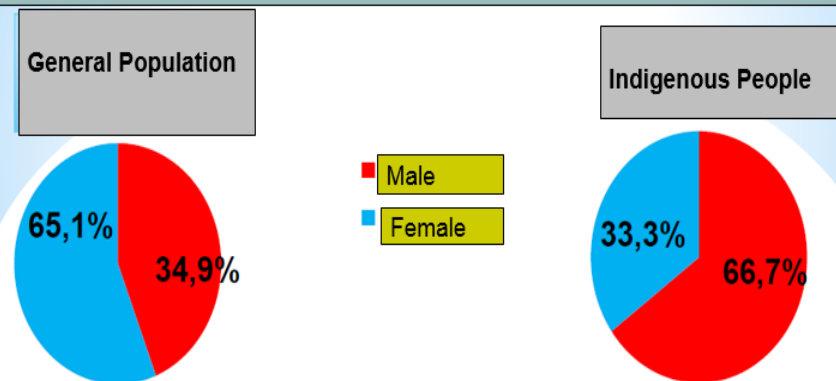 General Population
Indigenous People
Male
Female
65,1%
34,9%
33,3%
66,7%